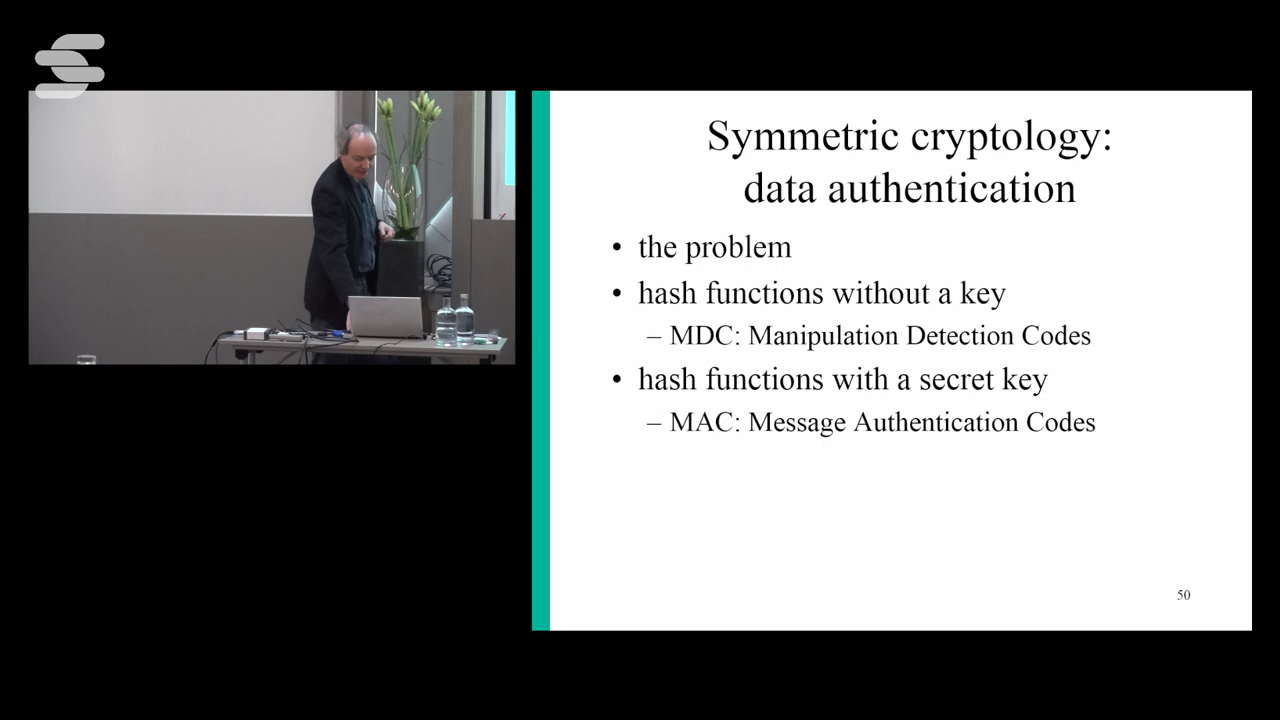 Symmetric cryptology:
data authentication
• the problem
• hash functions without a key
– MDC: Manipulation Detection Codes
• hash functions with a secret key
– MAC: Message Authentication Codes
50